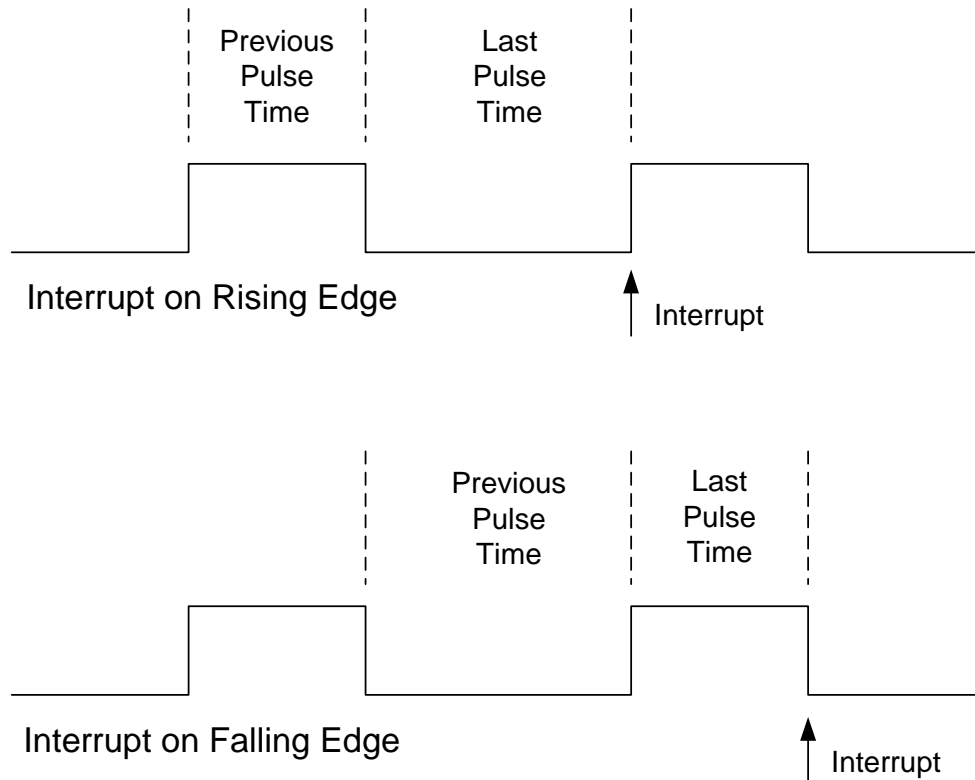 Previous
Pulse
Time
Last
Pulse
Time
Interrupt on Rising Edge
Interrupt
Previous
Pulse
Time
Last
Pulse
Time
Interrupt on Falling Edge
Interrupt